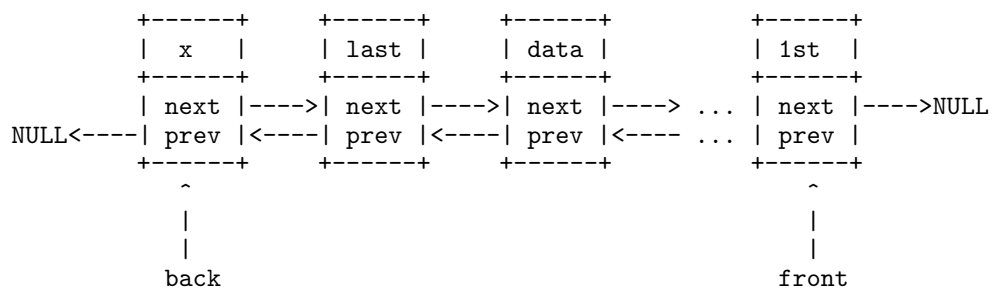 +------+     +------+     +------+          +------+
        |  x   |     | last |     | data |          | 1st  |
        +------+     +------+     +------+          +------+
        | next |---->| next |---->| next |----> ... | next |---->NULL
NULL<----| prev |<----| prev |<----| prev |<---- ... | prev |
        +------+     +------+     +------+          +------+
           ^                                           ^
           |                                           |
           |                                           |
          back                                       front